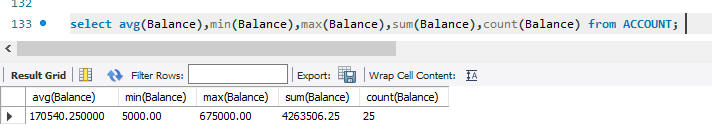 132
133 select avg(Balance),min(Balance),max(Balance),sum(Balance),count(Balance) from ACCOUNT;
Result Grid Filter Rows: Export: Wrap Cell Content: IA
avg(Balance) min(Balance) max(Balance) sum(Balance) count(Balance)
170540.250000 5000.00 675000.00 4263506.25 25